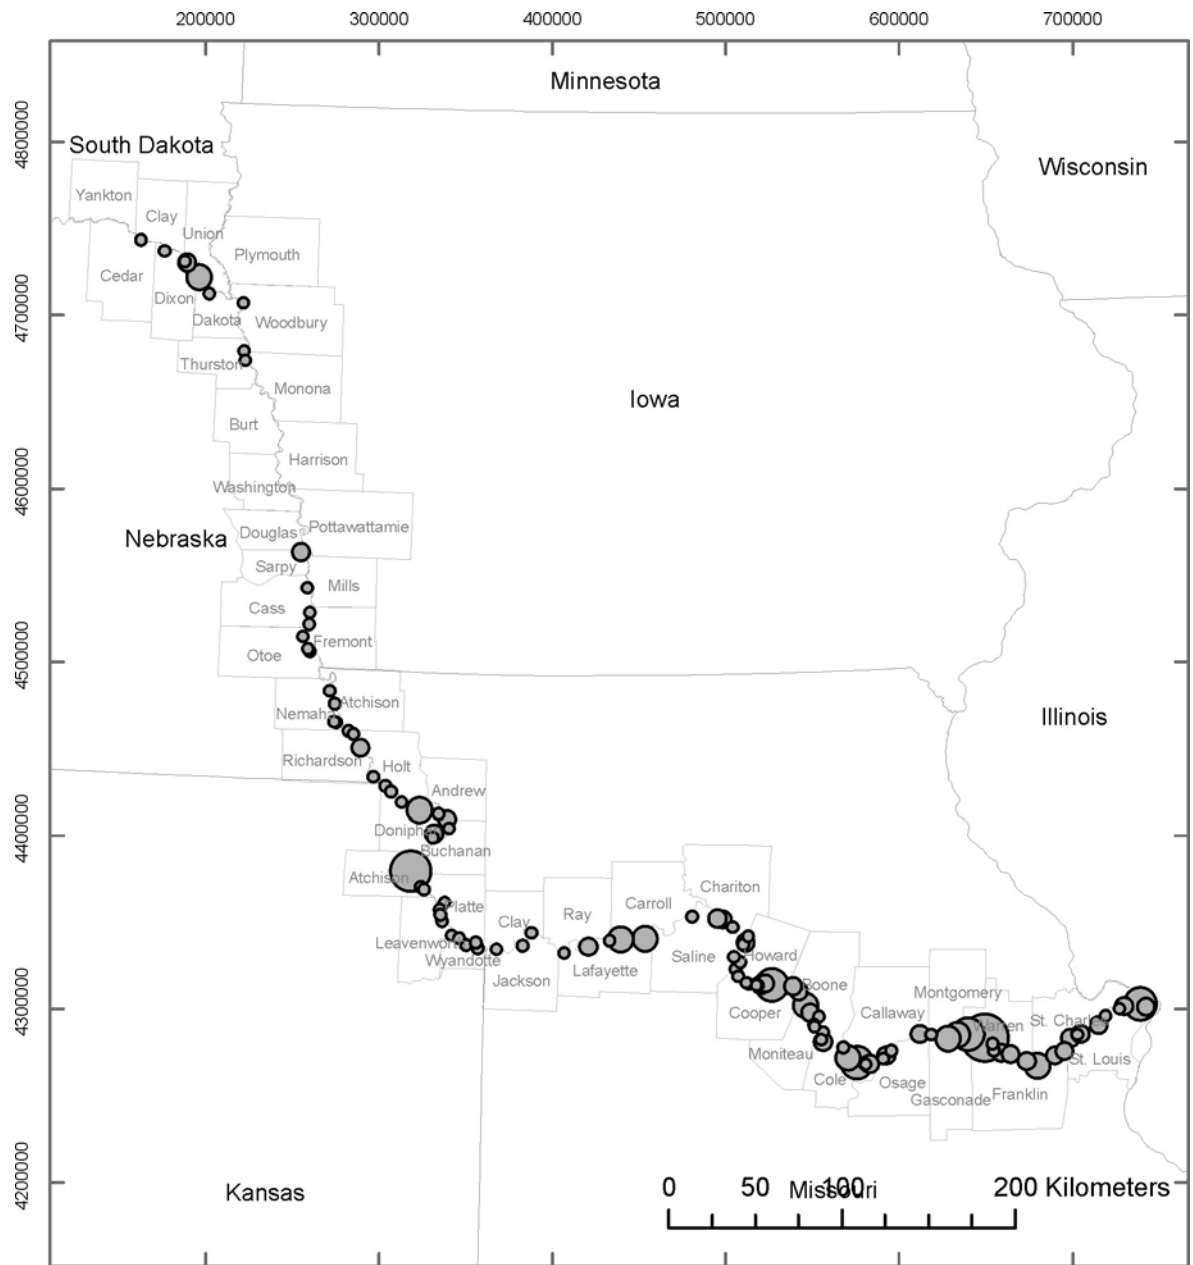 200000 300000 400000 500000 600000 700000
Minnesota
4800000
South Dakota
Wisconsin
Yankton
Clay
Union
Plymouth
Cedar
Dixon
4700000
Dakota
Woodbury
Thurston
Monona
Iowa
Burt
Harrison
4600000
Washington
Pottawattamie
Douglas
Nebraska
Sarpy
Mills
Cass
Fremont
Otoe
4500000
Atchison
Nemaha
Illinois
Richardson
Holt
Andrew
4400000
Doniphan
Buchanan
Atchison
Chariton
Platte
Carroll
Ray
Clay
Leavenworth
Saline
Howard
Wyandotte
Lafayette
Jackson
Boone
Montgomery
4300000
Cooper
Callaway
St. Charles
Warren
Moniteau
St. Louis
Cole
Osage
Franklin
Gasconade
4200000
Kansas
0 50 100 200 Kilometers
Missouri